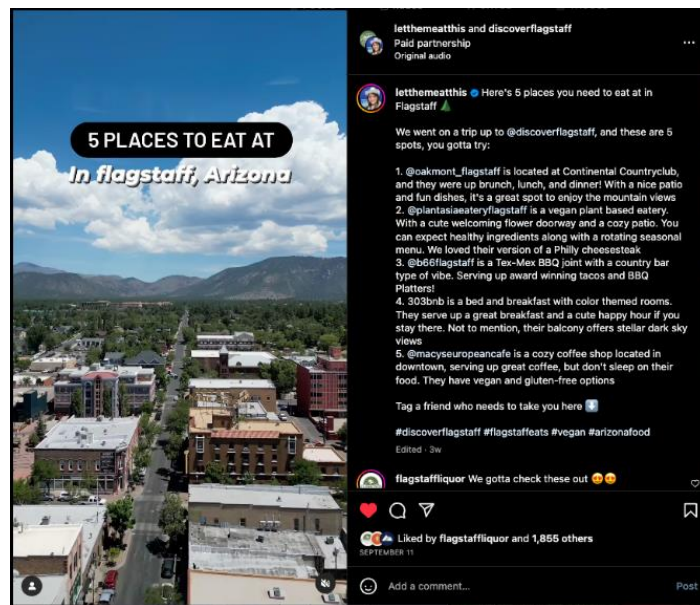 5 PLACES TO EAT AT
In flagstaff, Arizona
letthemeatthis and discoverflagstaff
Paid partnership
Original audio
letthemeatthis Here's 5 places you need to eat at in
Flagstaff
We went on a trip up to @discoverflagstaff, and these are 5
spots, you gotta try:
1. @oakmont_flagstaff is located at Continental Countryclub,
and they were up brunch, lunch, and dinner! With a nice patio
and fun dishes, it's a great spot to enjoy the mountain views
2. @plantasiaeateryflagstaff is a vegan plant based eatery.
With a cute welcoming flower doorway and a cozy patio. You
can expect healthy ingredients along with a rotating seasonal
menu. We loved their version of a Philly cheeesesteak
3. @b66flagstaff is a Tex-Mex BBQ joint with a country bar
type of vibe. Serving up award winning tacos and BBQ
Platters!
4. 303bnb is a bed and breakfast with color themed rooms.
They serve up a great breakfast and a cute happy hour if you
stay there. Not to mention, their balcony offers stellar dark sky
views
5. @macyseuropeancafe is a cozy coffee shop located in
downtown, serving up great coffee, but don't sleep on their
food. They have vegan and gluten-free options
Tag a friend who needs to take you here ⬇️
#discoverflagstaff #flagstaffeats #vegan #arizonafood
Edited · 3w
flagstaffliquor We gotta check these out 😍😍
Liked by flagstaffliquor and 1,855 others
SEPTEMBER 11
Add a comment...
Post